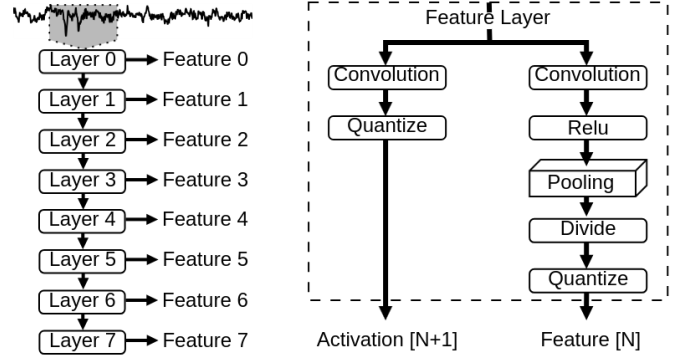 Layer 0
Feature 0
Layer 1
Feature 1
Layer 2
Feature 2
Layer 3
Feature 3
Layer 4
Feature 4
Layer 5
Feature 5
Layer 6
Feature 6
Layer 7
Feature 7
Feature Layer
Convolution
Quantize
Activation [N+1]
Convolution
Relu
Pooling
Divide
Quantize
Feature [N]